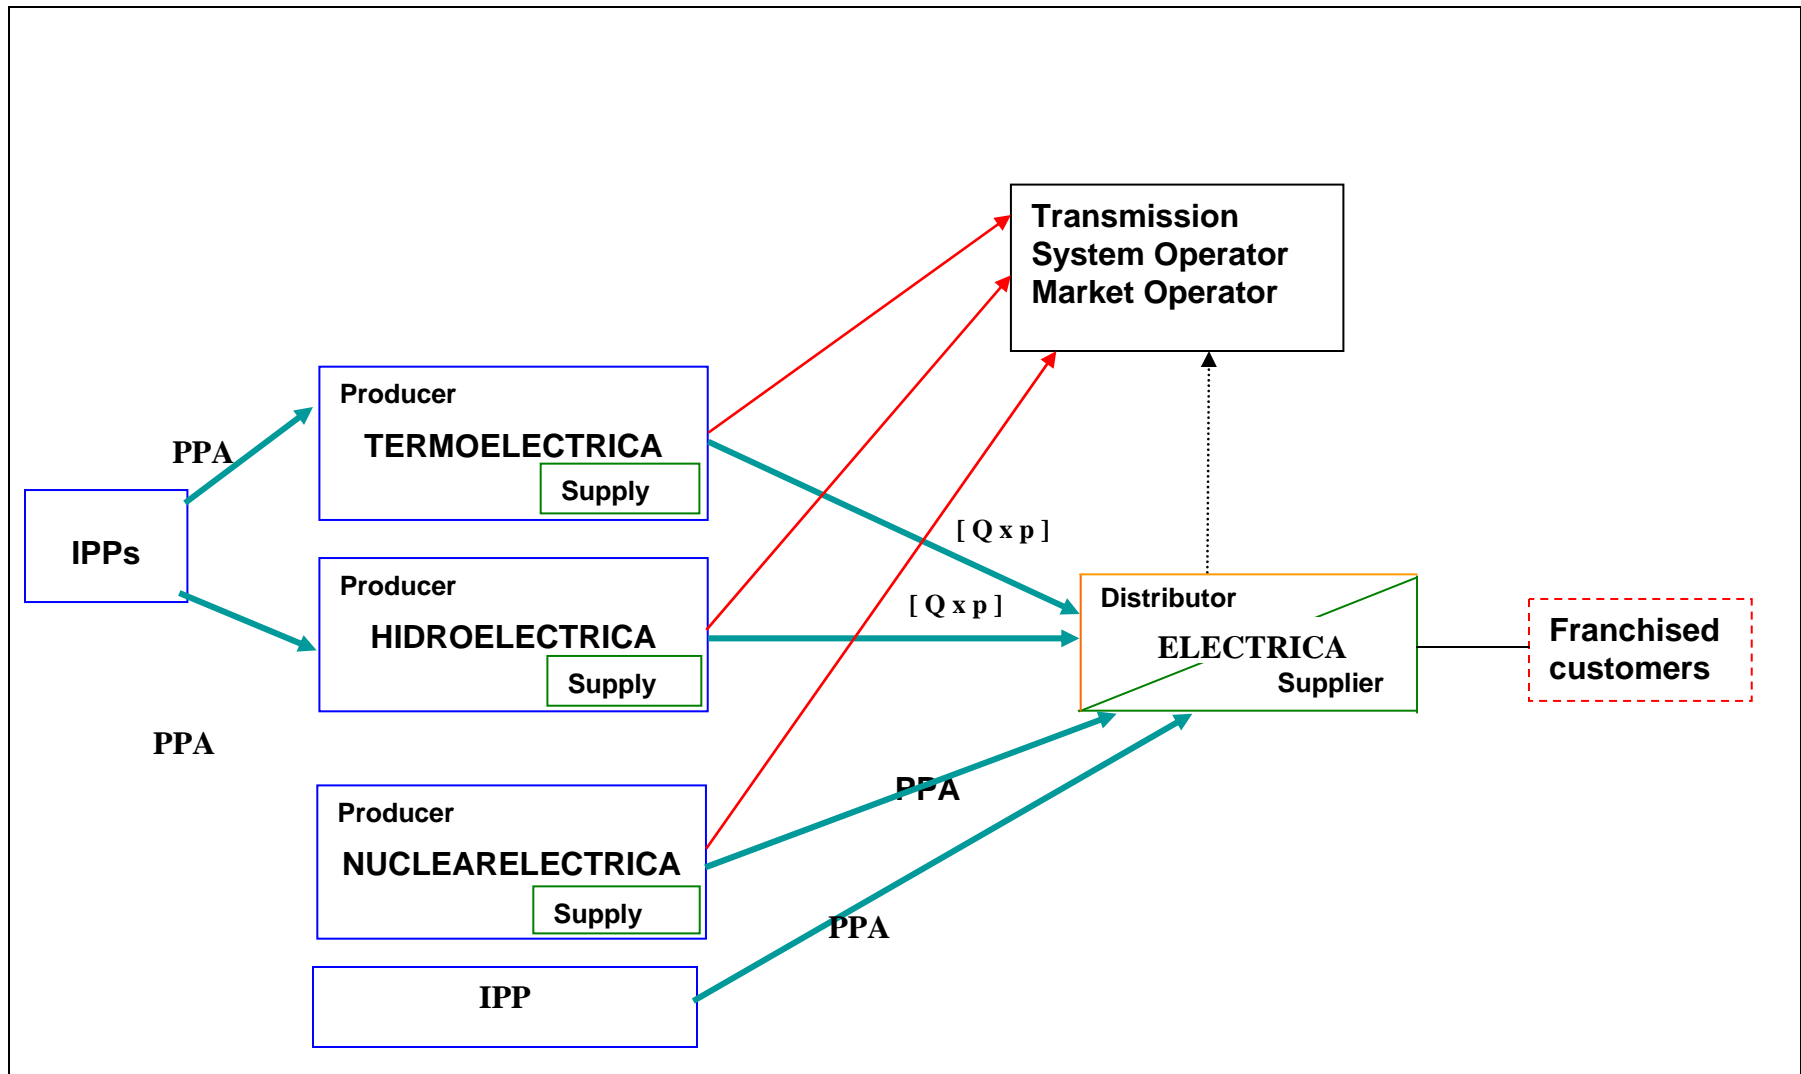 Transmission
System Operator
Market Operator
Producer
TERMOELECTRICA
Supply
PPA
IPPs
[ Q x p ]
Producer
HIDROELECTRICA
Supply
[ Q x p ]
Distributor
ELECTRICA
Supplier
Franchised
customers
PPA
PPA
Producer
NUCLEARELECTRICA
Supply
PPA
IPP